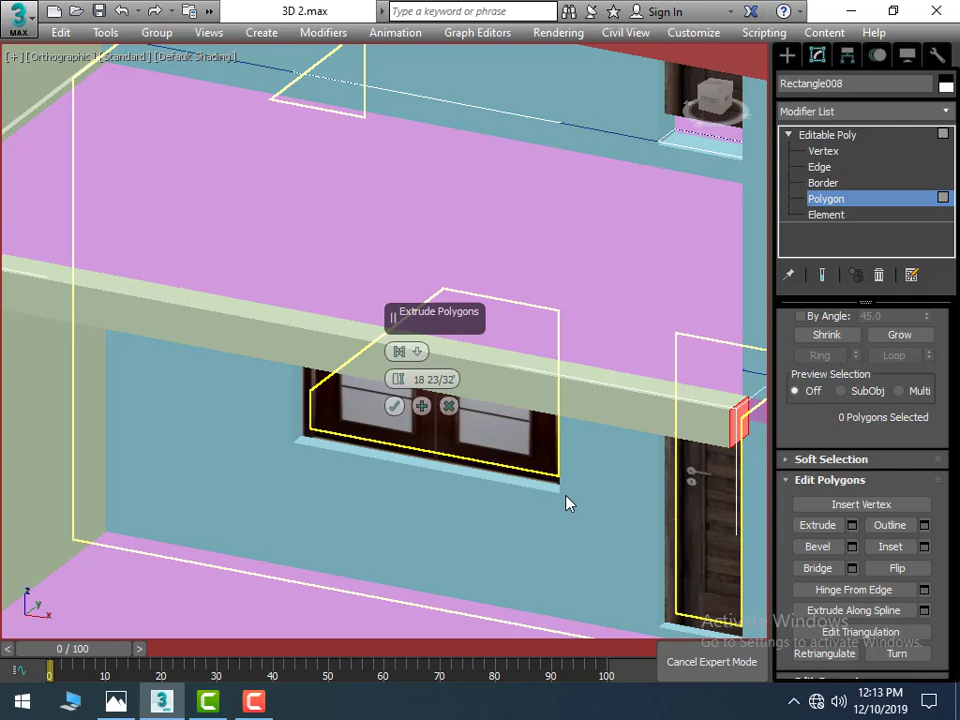 3
MAX
3D 2.max
Type a keyword or phrase
Sign In
Edit Tools Group Views Create Modifiers Animation Graph Editors Rendering Civil View Customize Scripting Content Help
[+] [Orthographic] [Standard] [Default Shading]
FRONT
Rectangle008
Modifier List
Editable Poly
Vertex
Edge
Border
Polygon
Element
By Angle: 45.0
Shrink Grow
Ring Loop
Preview Selection
Off SubObj Multi
0 Polygons Selected
Soft Selection
Edit Polygons
Insert Vertex
Extrude Outline
Bevel Inset
Bridge Flip
Hinge From Edge
Extrude Along Spline
Edit Triangulation
Retriangulate Turn
Extrude Polygons
18 23/32'
z
y
x
Activate Windows
Go to Settings to activate Windows.
0 / 100
Cancel Expert Mode
0 10 20 30 40 50 60 70 80 90 100
3
MAX
C
C
12:13 PM
12/10/2019